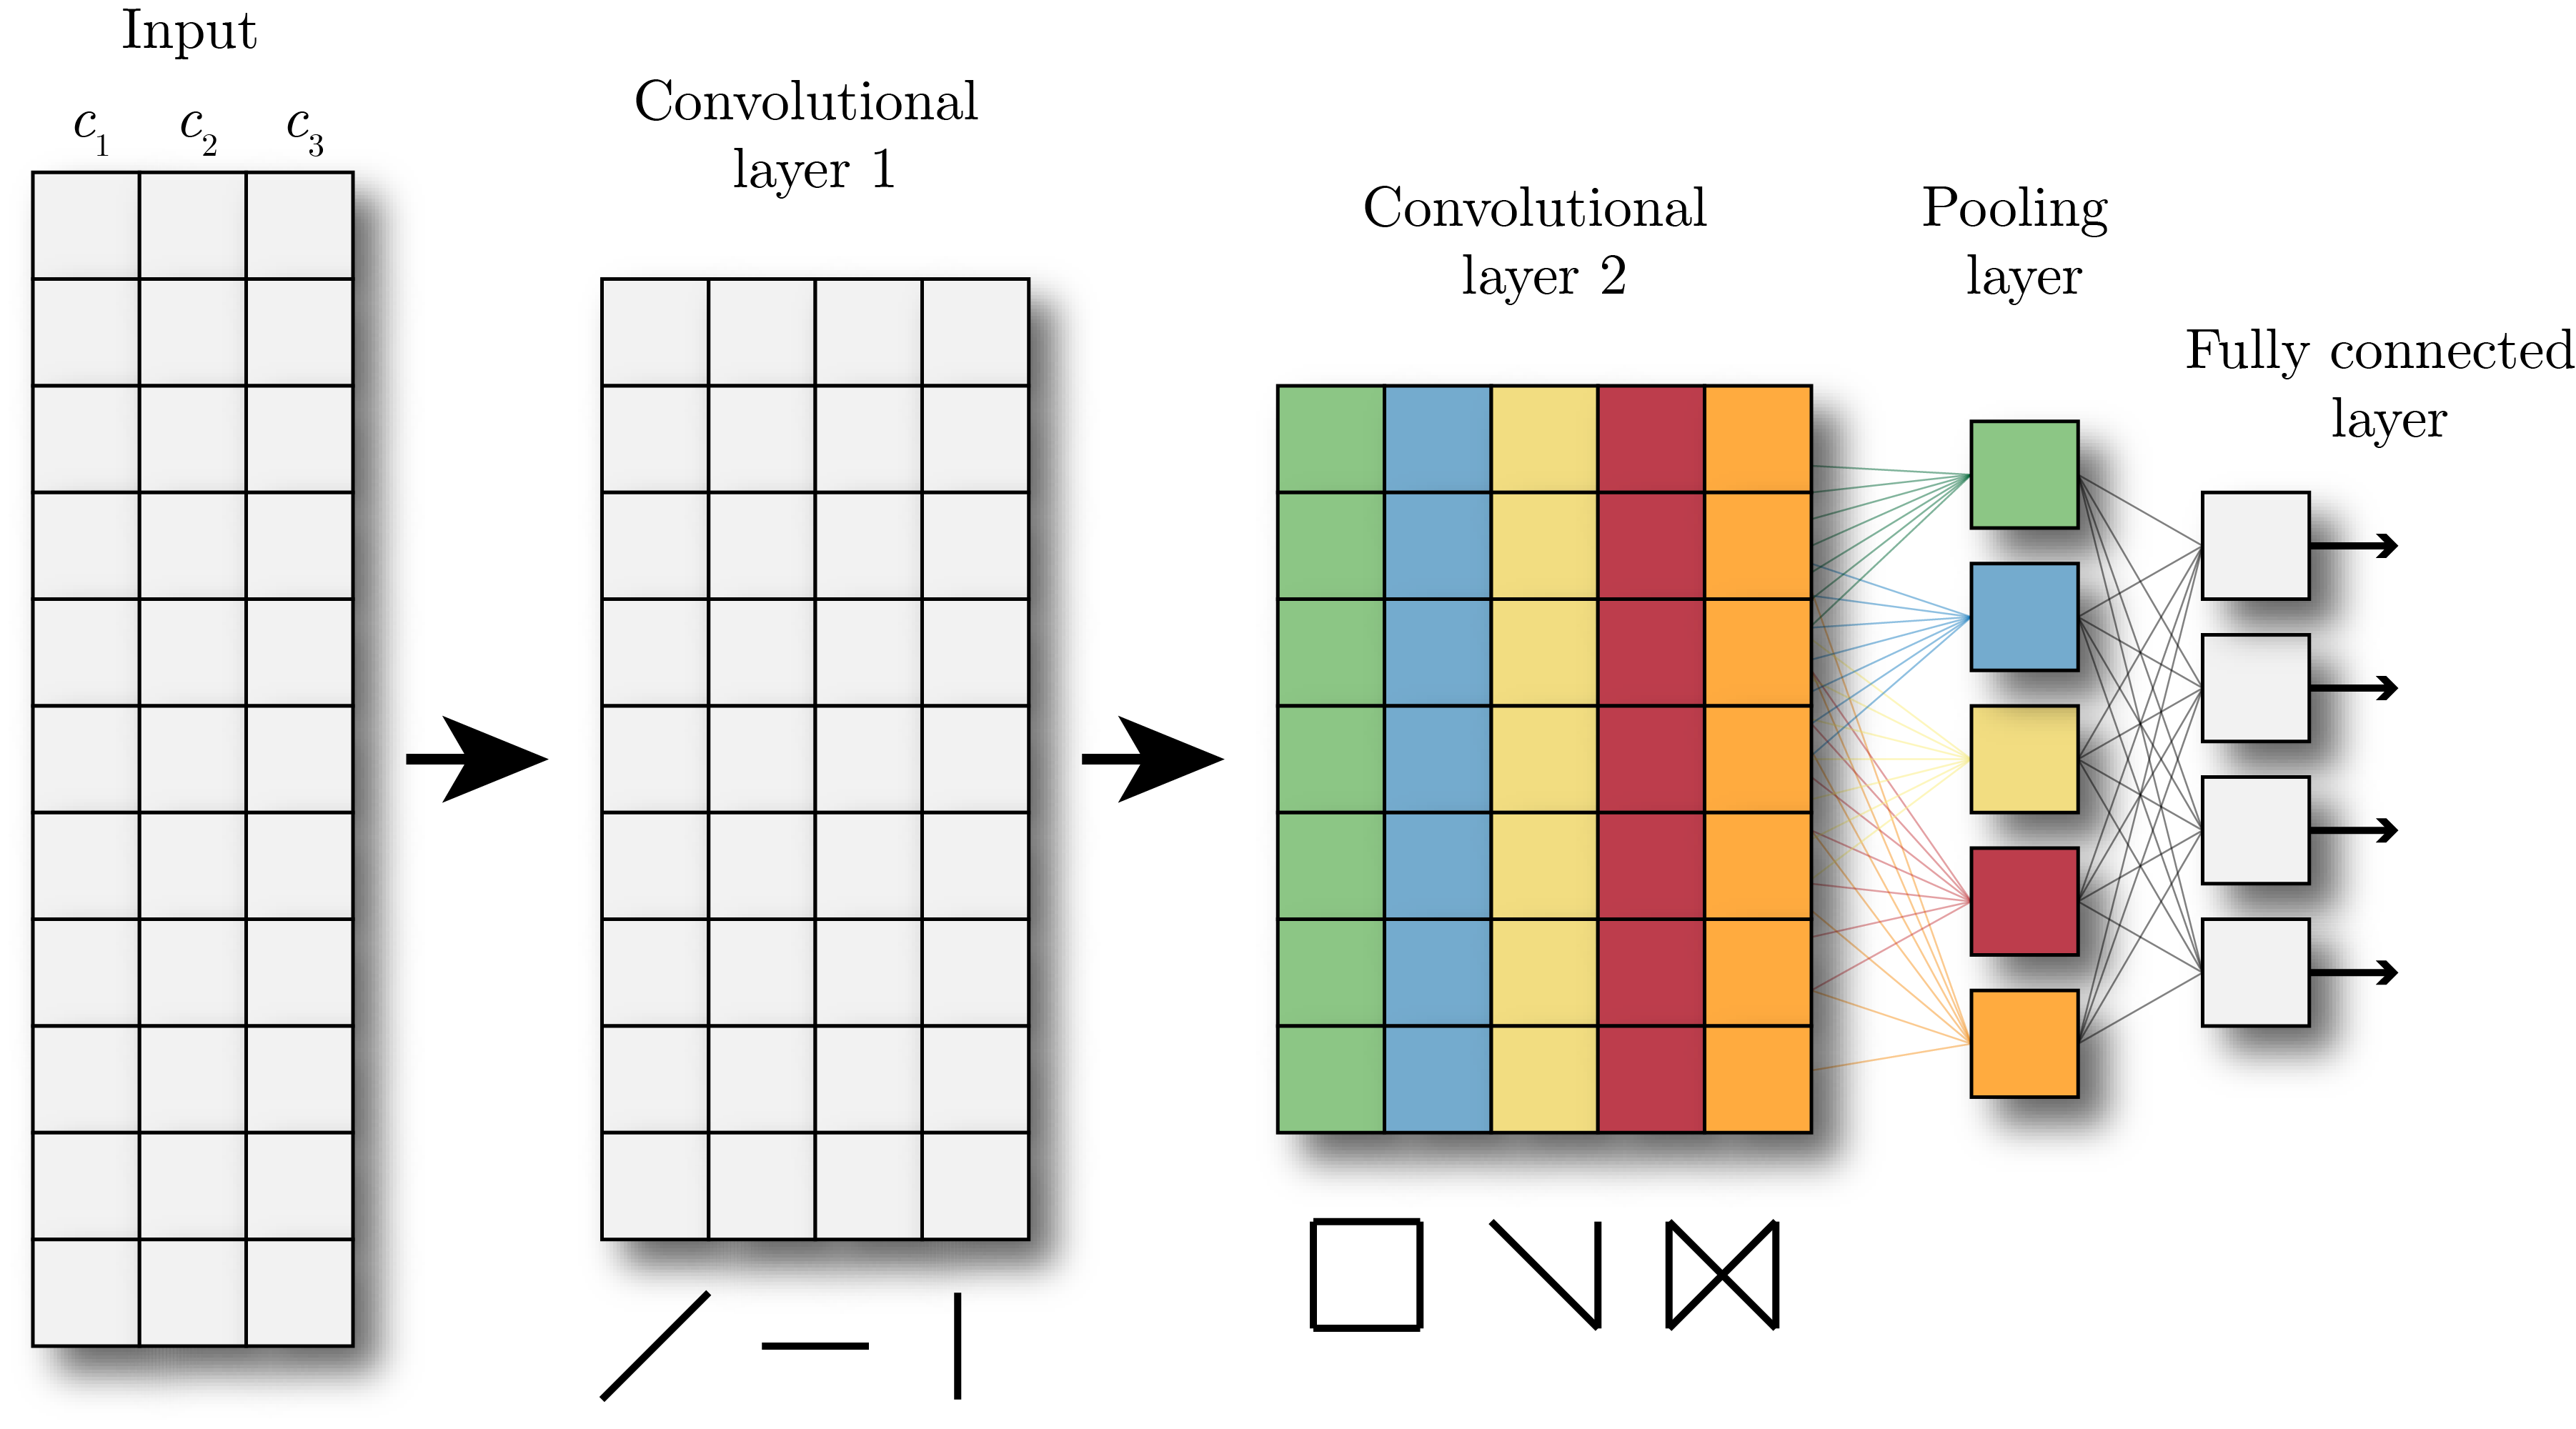 Input
c₁ c₂ c₃
Convolutional
layer 1
Convolutional
layer 2
Pooling
layer
Fully connected
layer